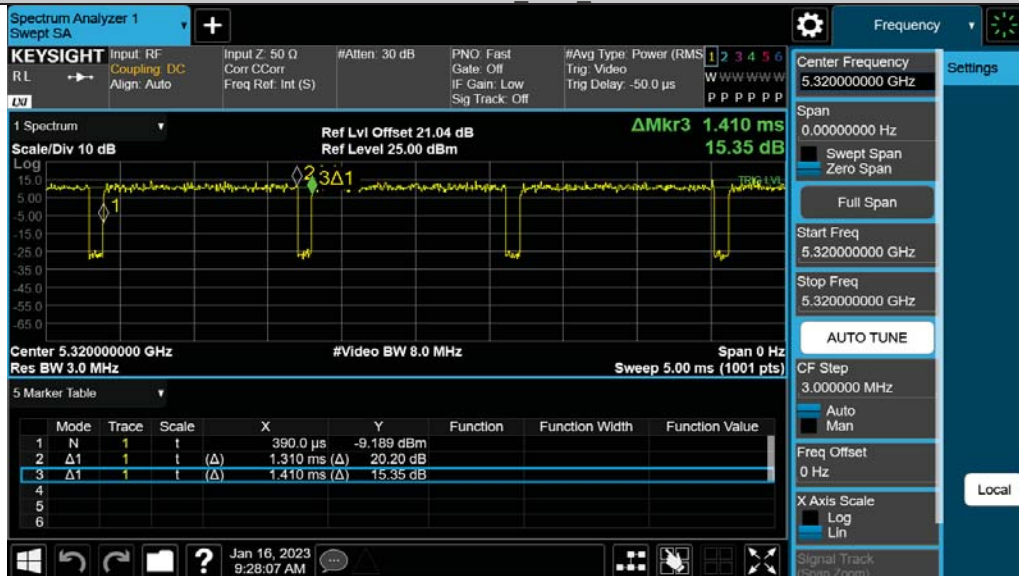 Spectrum Analyzer 1
Swept SA
+
Frequency
KEYSIGHT
RL
LXI
Input: RF
Coupling: DC
Align: Auto
Input Z: 50 Ω
Corr CCorr
Freq Ref: Int (S)
#Atten: 30 dB
PNO: Fast
Gate: Off
IF Gain: Low
Sig Track: Off
#Avg Type: Power (RMS
Trig: Video
Trig Delay: -50.0 µs
1 2 3 4 5 6
W W W W W W
P P P P P P
1 Spectrum
Scale/Div 10 dB
Ref Lvl Offset 21.04 dB
Ref Level 25.00 dBm
ΔMkr3 1.410 ms
15.35 dB
Log
15.0
5.00
-5.00
-15.0
-25.0
-35.0
-45.0
-55.0
-65.0
1
2
3Δ1
TRIG LVL
Center 5.320000000 GHz
#Video BW 8.0 MHz
Span 0 Hz
Res BW 3.0 MHz
Sweep 5.00 ms (1001 pts)
5 Marker Table
Mode Trace Scale X Y Function Function Width Function Value
1 N 1 t 390.0 µs -9.189 dBm
2 Δ1 1 t (Δ) 1.310 ms (Δ) 20.20 dB
3 Δ1 1 t (Δ) 1.410 ms (Δ) 15.35 dB
4
5
6
?
Jan 16, 2023
9:28:07 AM
Center Frequency
5.320000000 GHz
Span
0.00000000 Hz
Swept Span
Zero Span
Full Span
Start Freq
5.320000000 GHz
Stop Freq
5.320000000 GHz
AUTO TUNE
CF Step
3.000000 MHz
Auto
Man
Freq Offset
0 Hz
X Axis Scale
Log
Lin
Signal Track
(Span Zoom)
Settings
Local